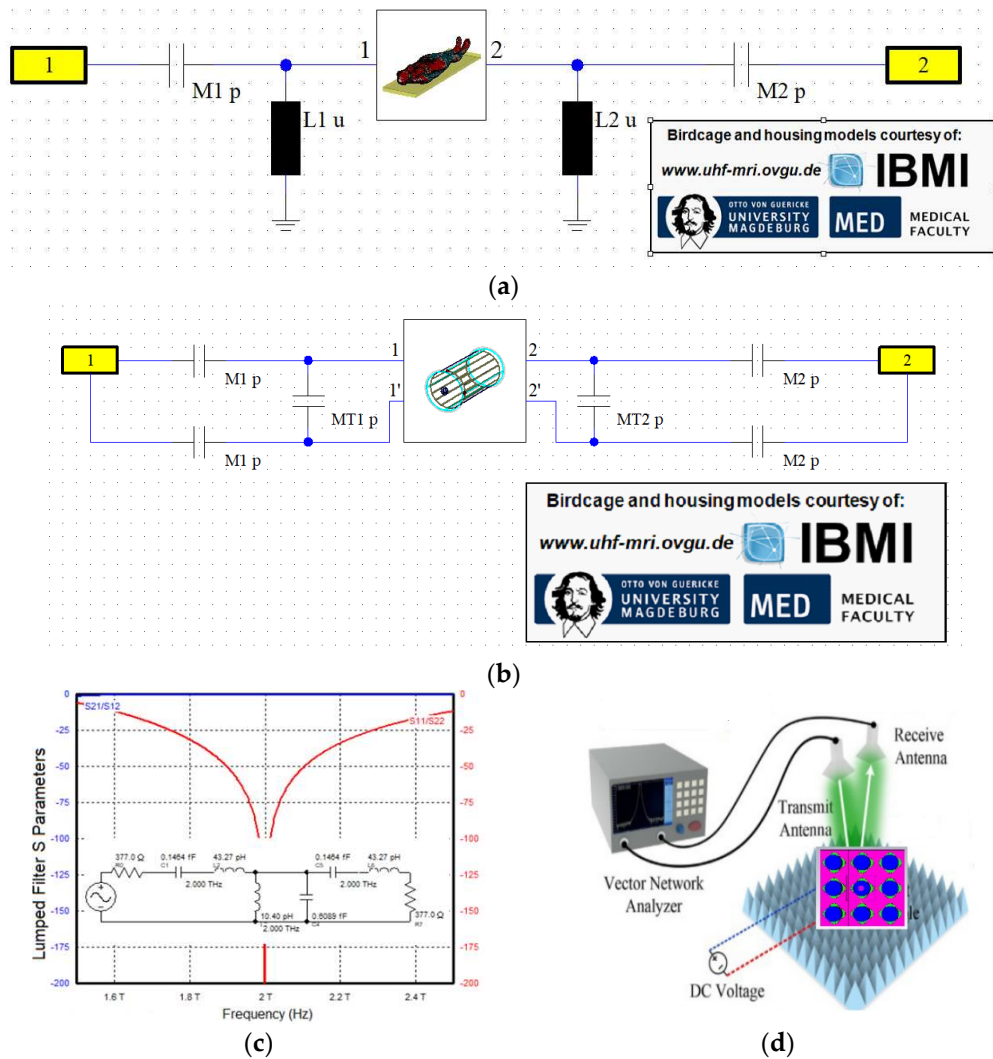 1
M1 p
L1 u
1
2
L2 u
M2 p
2
Birdcage and housing models courtesy of:
www.uhf-mri.ovgu.de
IBMI
OTTO VON GUERICKE
UNIVERSITY
MAGDEBURG
MED
MEDICAL
FACULTY
(a)
1
M1 p
M1 p
MT1 p
1
1'
2
2'
MT2 p
M2 p
M2 p
2
Birdcage and housing models courtesy of:
www.uhf-mri.ovgu.de
IBMI
OTTO VON GUERICKE
UNIVERSITY
MAGDEBURG
MED
MEDICAL
FACULTY
(b)
Lumped Filter S Parameters
0
-25
-50
-75
-100
-125
-150
-175
-200
S21/S12
S11/S22
0
-25
-50
-75
-100
-125
-150
-175
-200
377.0 Ω
0.1464 fF
C1
43.27 pH
2.000 THz
10.40 pH
2.000 THz
0.6089 fF
0.1464 fF
43.27 pH
2.000 THz
377.0 Ω
1.6 T
1.8 T
2 T
2.2 T
2.4 T
Frequency (Hz)
(c)
Receive
Antenna
Transmit
Antenna
Vector Network
Analyzer
DC Voltage
(d)